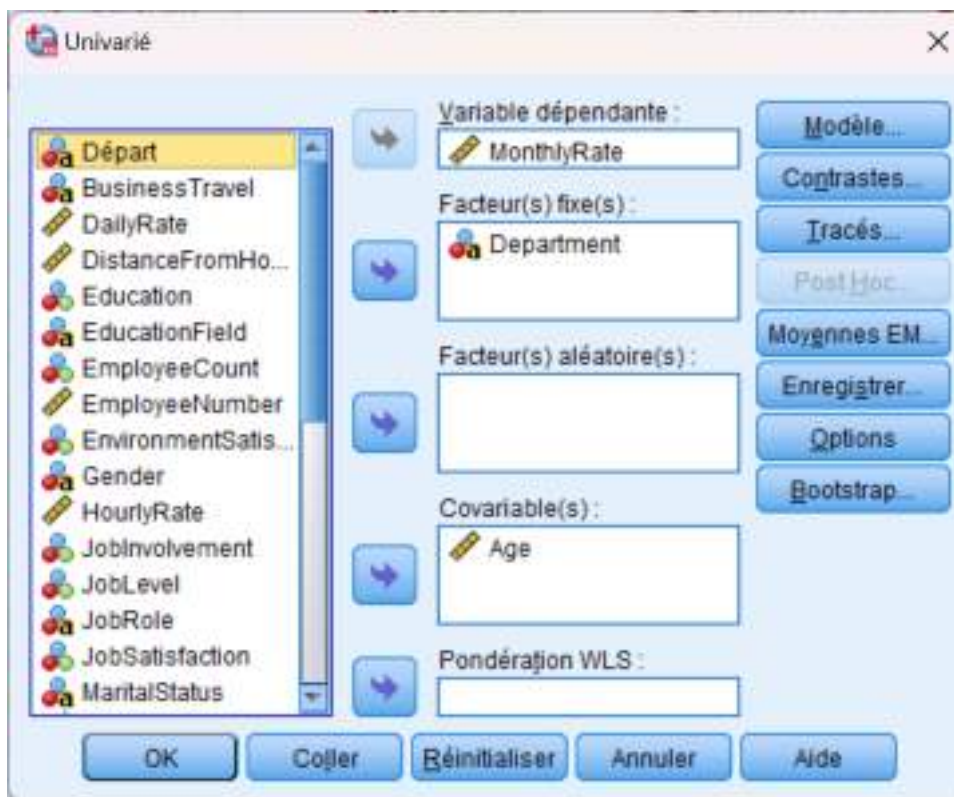 Univarié
Départ
BusinessTravel
DailyRate
DistanceFromHo...
Education
EducationField
EmployeeCount
EmployeeNumber
EnvironmentSatis...
Gender
HourlyRate
JobInvolvement
JobLevel
JobRole
JobSatisfaction
MaritalStatus
Variable dépendante :
MonthlyRate
Facteur(s) fixe(s) :
Department
Facteur(s) aléatoire(s) :
Covariable(s) :
Age
Pondération WLS :
Modèle...
Contrastes...
Tracés...
Post Hoc...
Moyennes EM...
Enregistrer...
Options
Bootstrap...
OK
Coller
Réinitialiser
Annuler
Aide